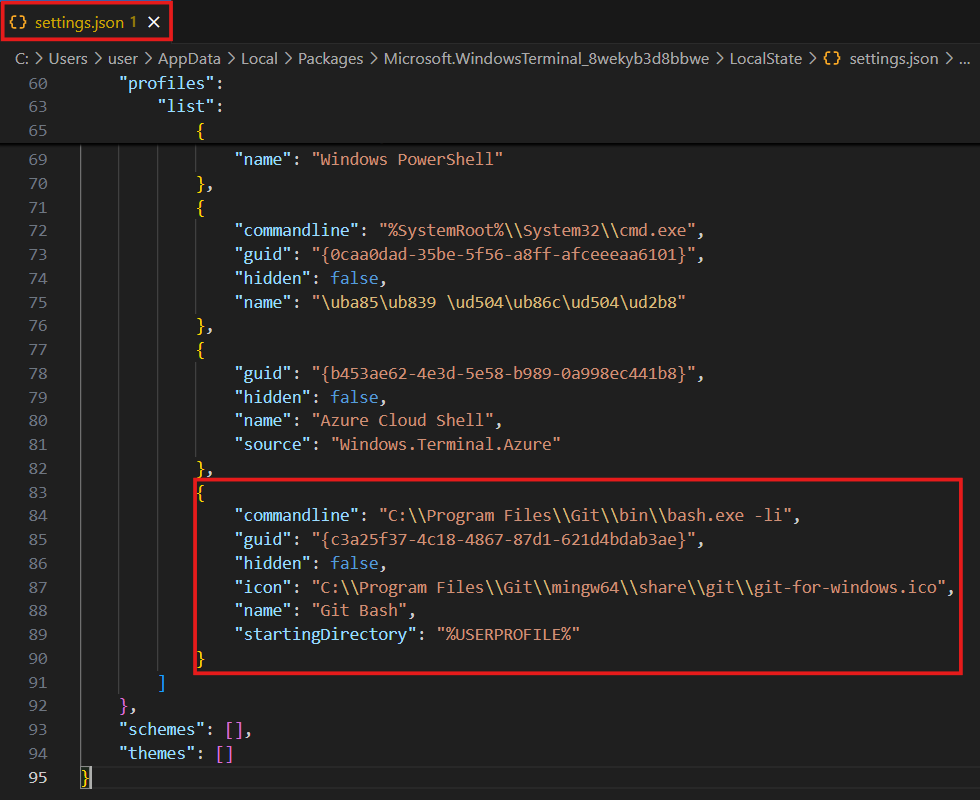 {} settings.json 1 ×
C: > Users > user > AppData > Local > Packages > Microsoft.WindowsTerminal_8wekyb3d8bbwe > LocalState > {} settings.json > ...
60 "profiles":
63 "list":
65 {
69 "name": "Windows PowerShell"
70 },
71 {
72 "commandline": "%SystemRoot%\\System32\\cmd.exe",
73 "guid": "{0caa0dad-35be-5f56-a8ff-afceeeaa6101}",
74 "hidden": false,
75 "name": "\uba85\ub839 \ud504\ub86c\ud504\ud2b8"
76 },
77 {
78 "guid": "{b453ae62-4e3d-5e58-b989-0a998ec441b8}",
79 "hidden": false,
80 "name": "Azure Cloud Shell",
81 "source": "Windows.Terminal.Azure"
82 },
83 {
84 "commandline": "C:\\Program Files\\Git\\bin\\bash.exe -li",
85 "guid": "{c3a25f37-4c18-4867-87d1-621d4bdab3ae}",
86 "hidden": false,
87 "icon": "C:\\Program Files\\Git\\mingw64\\share\\git\\git-for-windows.ico",
88 "name": "Git Bash",
89 "startingDirectory": "%USERPROFILE%"
90 }
91 ]
92 },
93 "schemes": [],
94 "themes": []
95 }